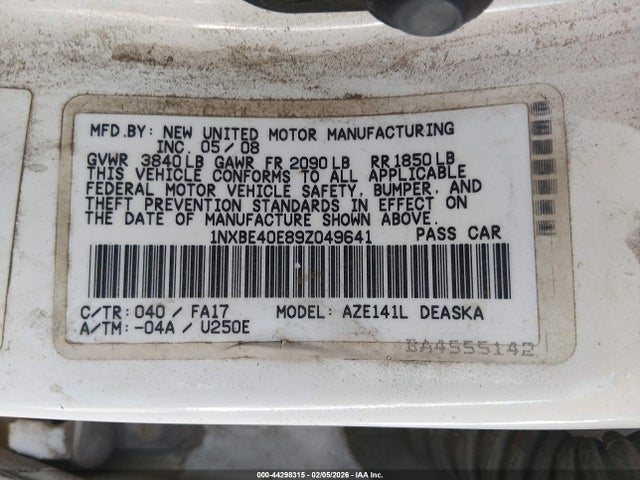 MFD.BY: NEW UNITED MOTOR MANUFACTURING
INC. 05/08
GVWR 3840LB GAWR FR 2090LB RR1850LB
THIS VEHICLE CONFORMS TO ALL APPLICABLE
FEDERAL MOTOR VEHICLE SAFETY, BUMPER, AND
THEFT PREVENTION STANDARDS IN EFFECT ON
THE DATE OF MANUFACTURE SHOWN ABOVE.
1NXBE40E89Z049641 PASS CAR
C/TR: 040 / FA17 MODEL: AZE141L DEASKA
A/TM: -04A / U250E
BA4555142
000-44298315 - 02/05/2026 - IAA Inc.